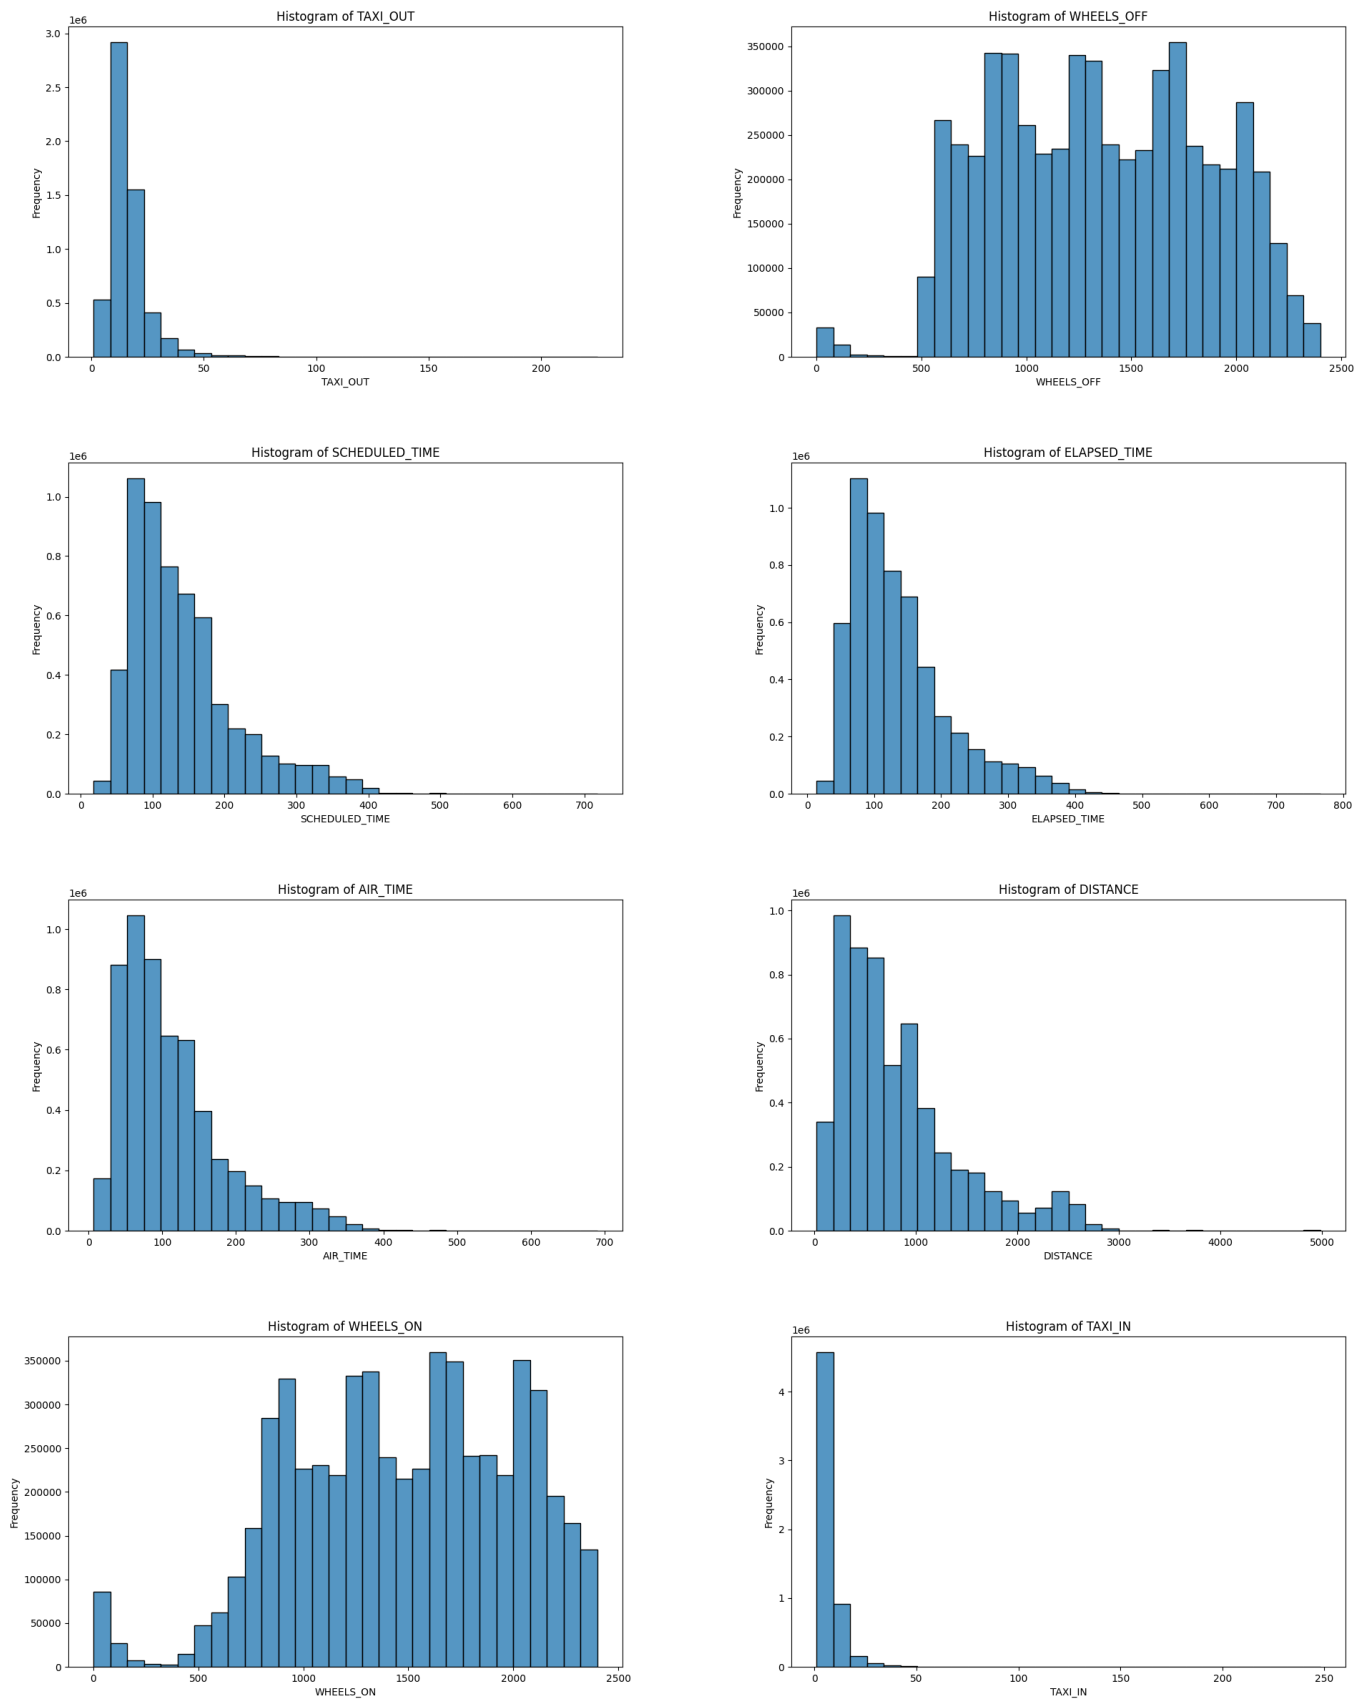 Histogram of TAXI_OUT
1e6
3.0
2.5
2.0
1.5
1.0
0.5
0.0
Frequency
0 50 100 150 200
TAXI_OUT
Histogram of WHEELS_OFF
350000
300000
250000
200000
150000
100000
50000
0
Frequency
0 500 1000 1500 2000 2500
WHEELS_OFF
Histogram of SCHEDULED_TIME
1e6
1.0
0.8
0.6
0.4
0.2
0.0
Frequency
0 100 200 300 400 500 600 700
SCHEDULED_TIME
Histogram of ELAPSED_TIME
1e6
1.0
0.8
0.6
0.4
0.2
0.0
Frequency
0 100 200 300 400 500 600 700 800
ELAPSED_TIME
Histogram of AIR_TIME
1e6
1.0
0.8
0.6
0.4
0.2
0.0
Frequency
0 100 200 300 400 500 600 700
AIR_TIME
Histogram of DISTANCE
1e6
1.0
0.8
0.6
0.4
0.2
0.0
Frequency
0 1000 2000 3000 4000 5000
DISTANCE
Histogram of WHEELS_ON
350000
300000
250000
200000
150000
100000
50000
0
Frequency
0 500 1000 1500 2000 2500
WHEELS_ON
Histogram of TAXI_IN
1e6
4
3
2
1
0
Frequency
0 50 100 150 200 250
TAXI_IN